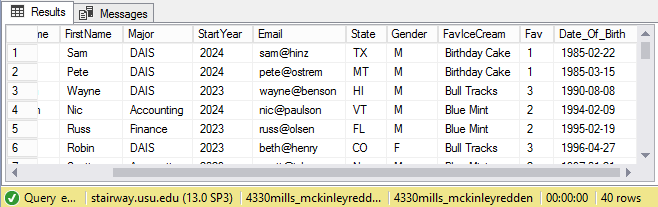 Results Messages
me FirstName Major StartYear Email State Gender FavIceCream Fav Date_Of_Birth
1 Sam DAIS 2024 sam@hinz TX M Birthday Cake 1 1985-02-22
2 Pete DAIS 2024 pete@ostrem MT M Birthday Cake 1 1985-03-15
3 Wayne DAIS 2023 wayne@benson HI M Bull Tracks 3 1990-08-08
4 Nic Accounting 2024 nic@paulson VT M Blue Mint 2 1994-02-09
5 Russ Finance 2023 russ@olsen FL M Blue Mint 2 1995-02-19
6 Robin DAIS 2023 beth@henry CO F Bull Tracks 3 1996-04-27
Query e... stairway.usu.edu (13.0 SP3) 4330mills_mckinleyredd... 4330mills_mckinleyredden 00:00:00 40 rows